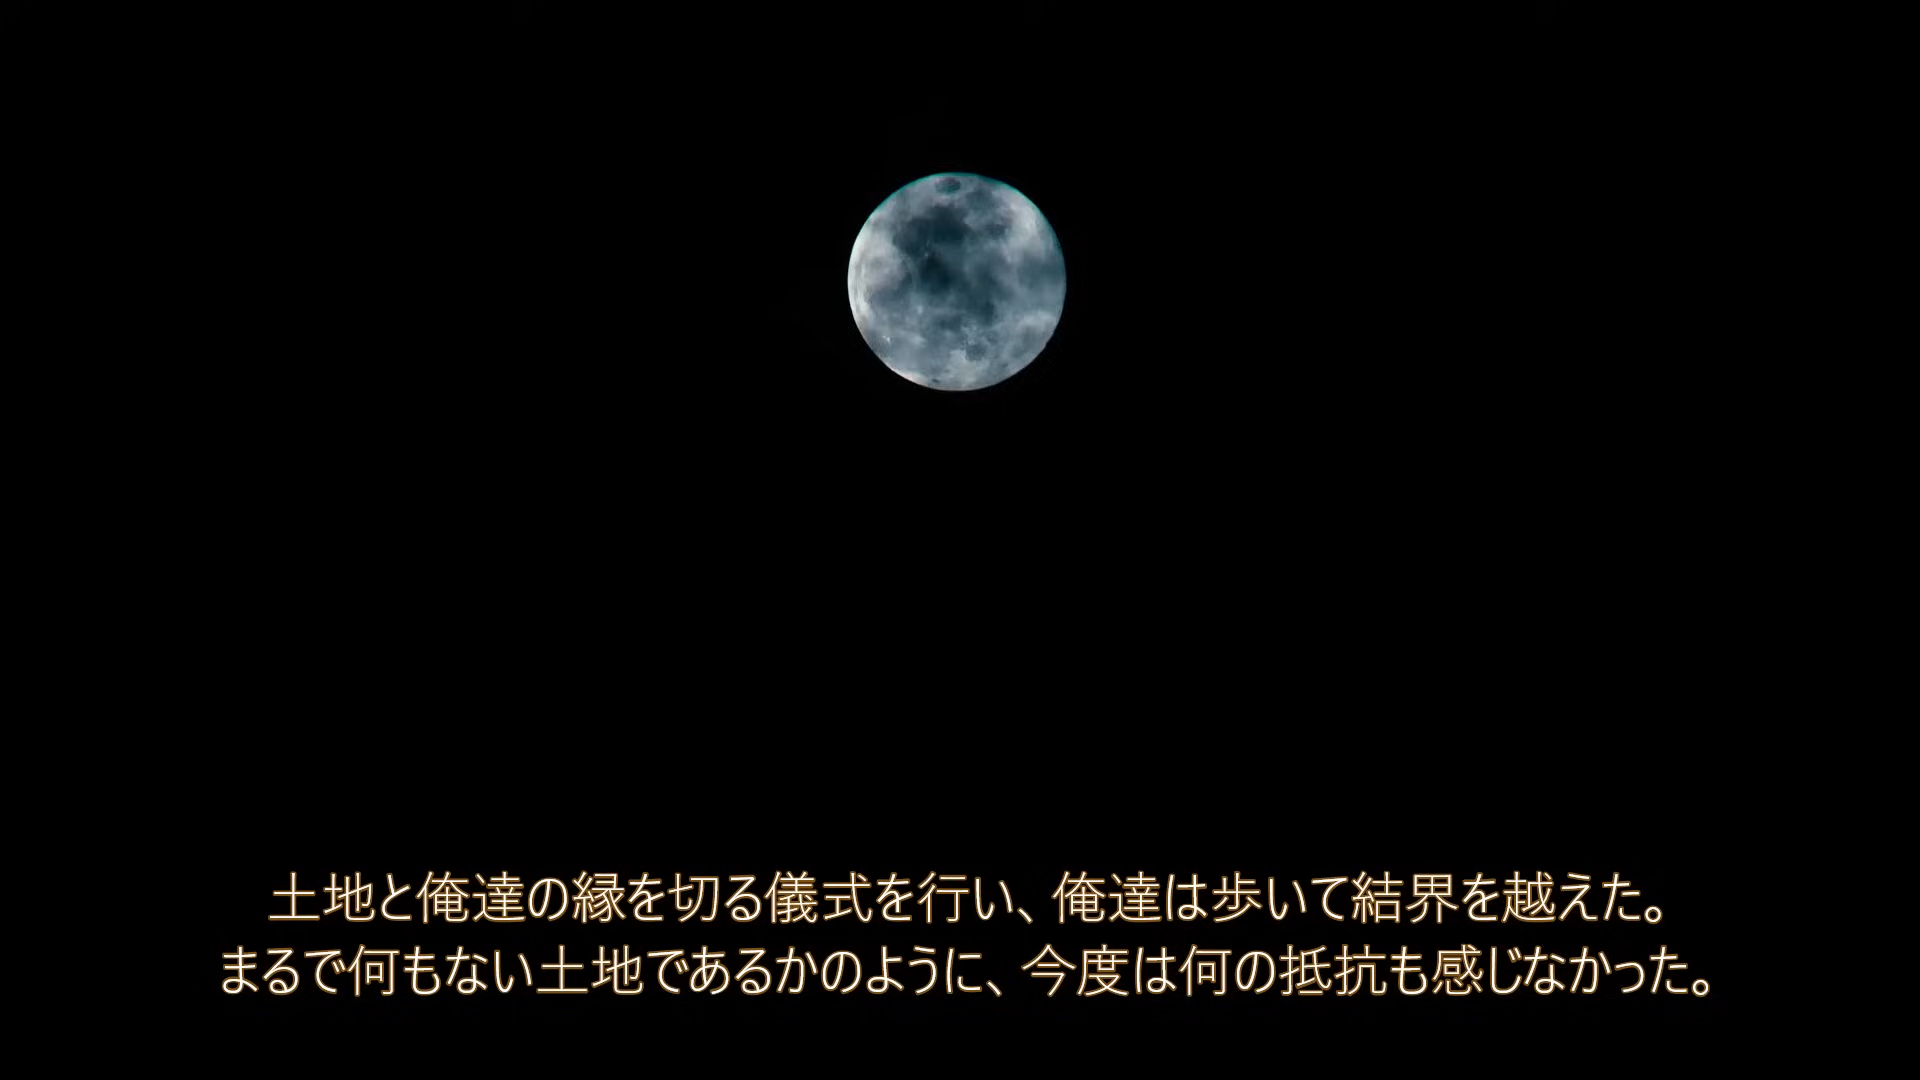 土地と俺達の縁を切る儀式を行い、俺達は歩いて結界を越えた。
まるで何もない土地であるかのように、今度は何の抵抗も感じなかった。